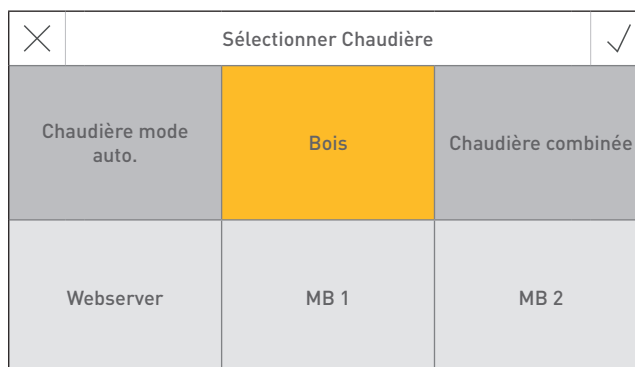 Sélectionner Chaudière
Chaudière mode
auto.
Bois
Chaudière combinée
Webserver
MB 1
MB 2